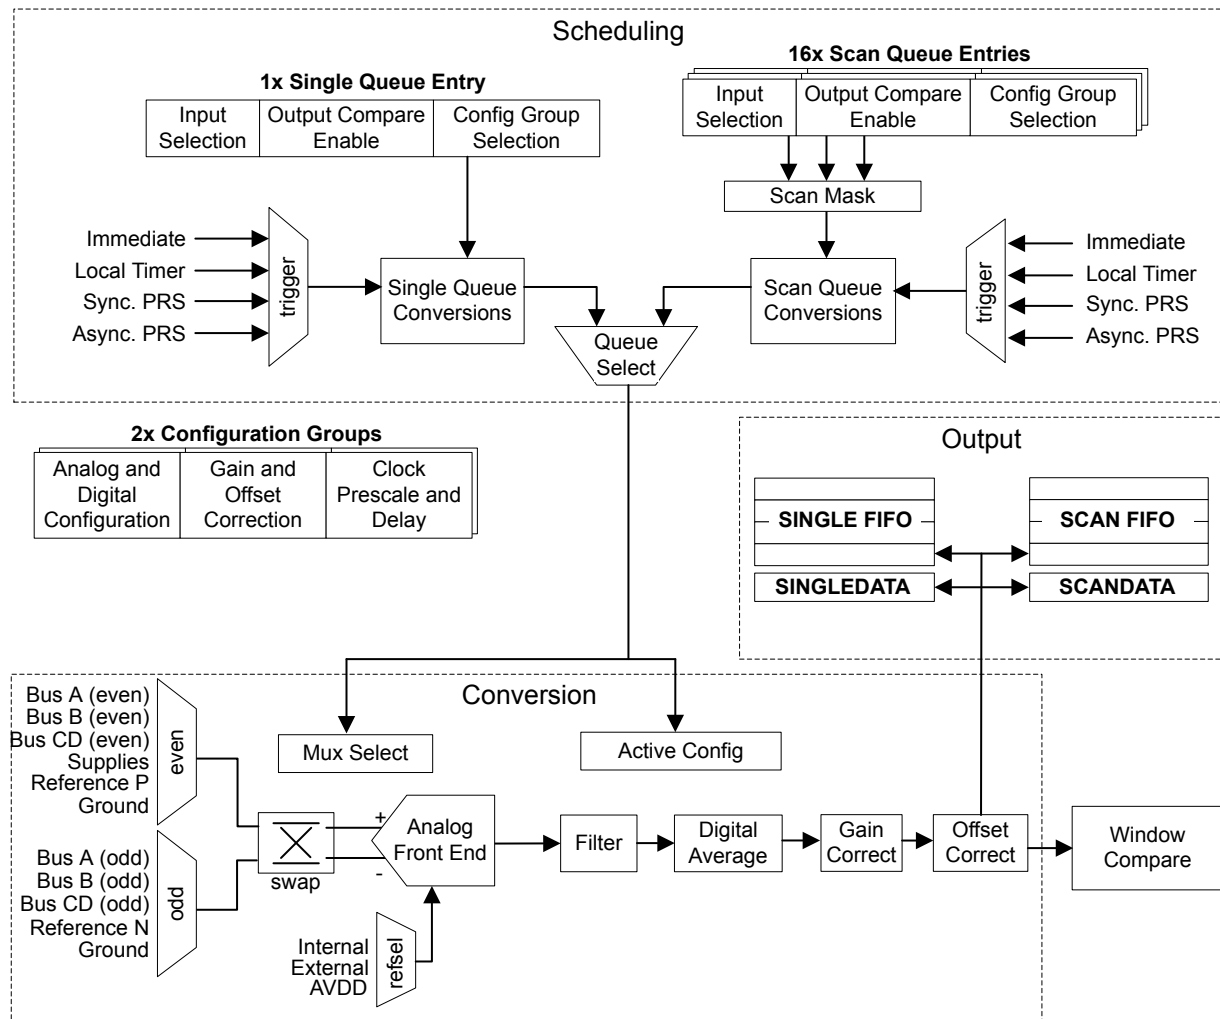 Scheduling
1x Single Queue Entry
16x Scan Queue Entries
Input
Selection
Output Compare
Enable
Config Group
Selection
Input
Selection
Output Compare
Enable
Config Group
Selection
Scan Mask
Immediate
Local Timer
Sync. PRS
Async. PRS
trigger
Single Queue
Conversions
Queue
Select
Scan Queue
Conversions
trigger
Immediate
Local Timer
Sync. PRS
Async. PRS
2x Configuration Groups
Analog and
Digital
Configuration
Gain and
Offset
Correction
Clock
Prescale and
Delay
Output
SINGLE FIFO
SCAN FIFO
SINGLEDATA
SCANDATA
Conversion
Bus A (even)
Bus B (even)
Bus CD (even)
Supplies
Reference P
Ground
even
Mux Select
Active Config
Bus A (odd)
Bus B (odd)
Bus CD (odd)
Reference N
Ground
odd
swap
+
-
Analog
Front End
Internal
External
AVDD
refsel
Filter
Digital
Average
Gain
Correct
Offset
Correct
Window
Compare